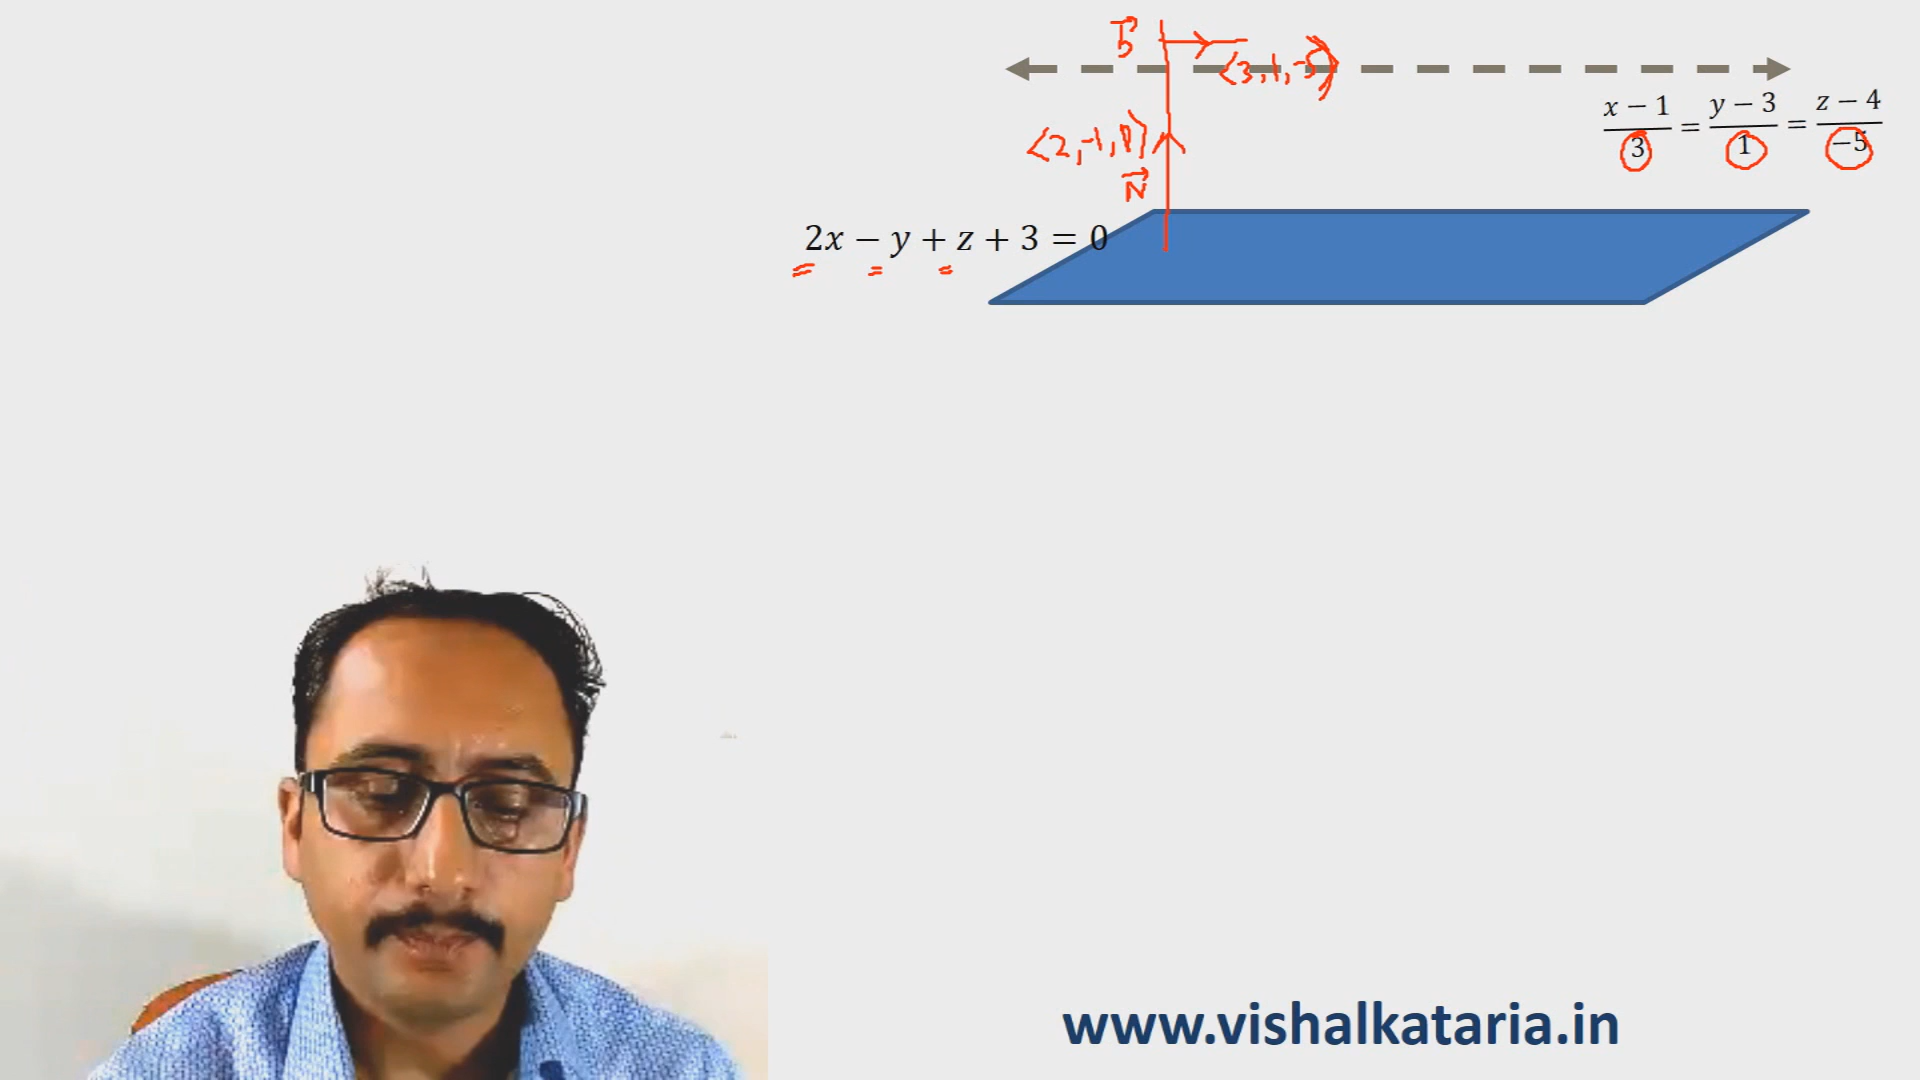 b⃗
⟨3, 1, -5⟩
(x − 1)/3 = (y − 3)/1 = (z − 4)/−5
⟨2, -1, 1⟩
N⃗
2x − y + z + 3 = 0
www.vishalkataria.in